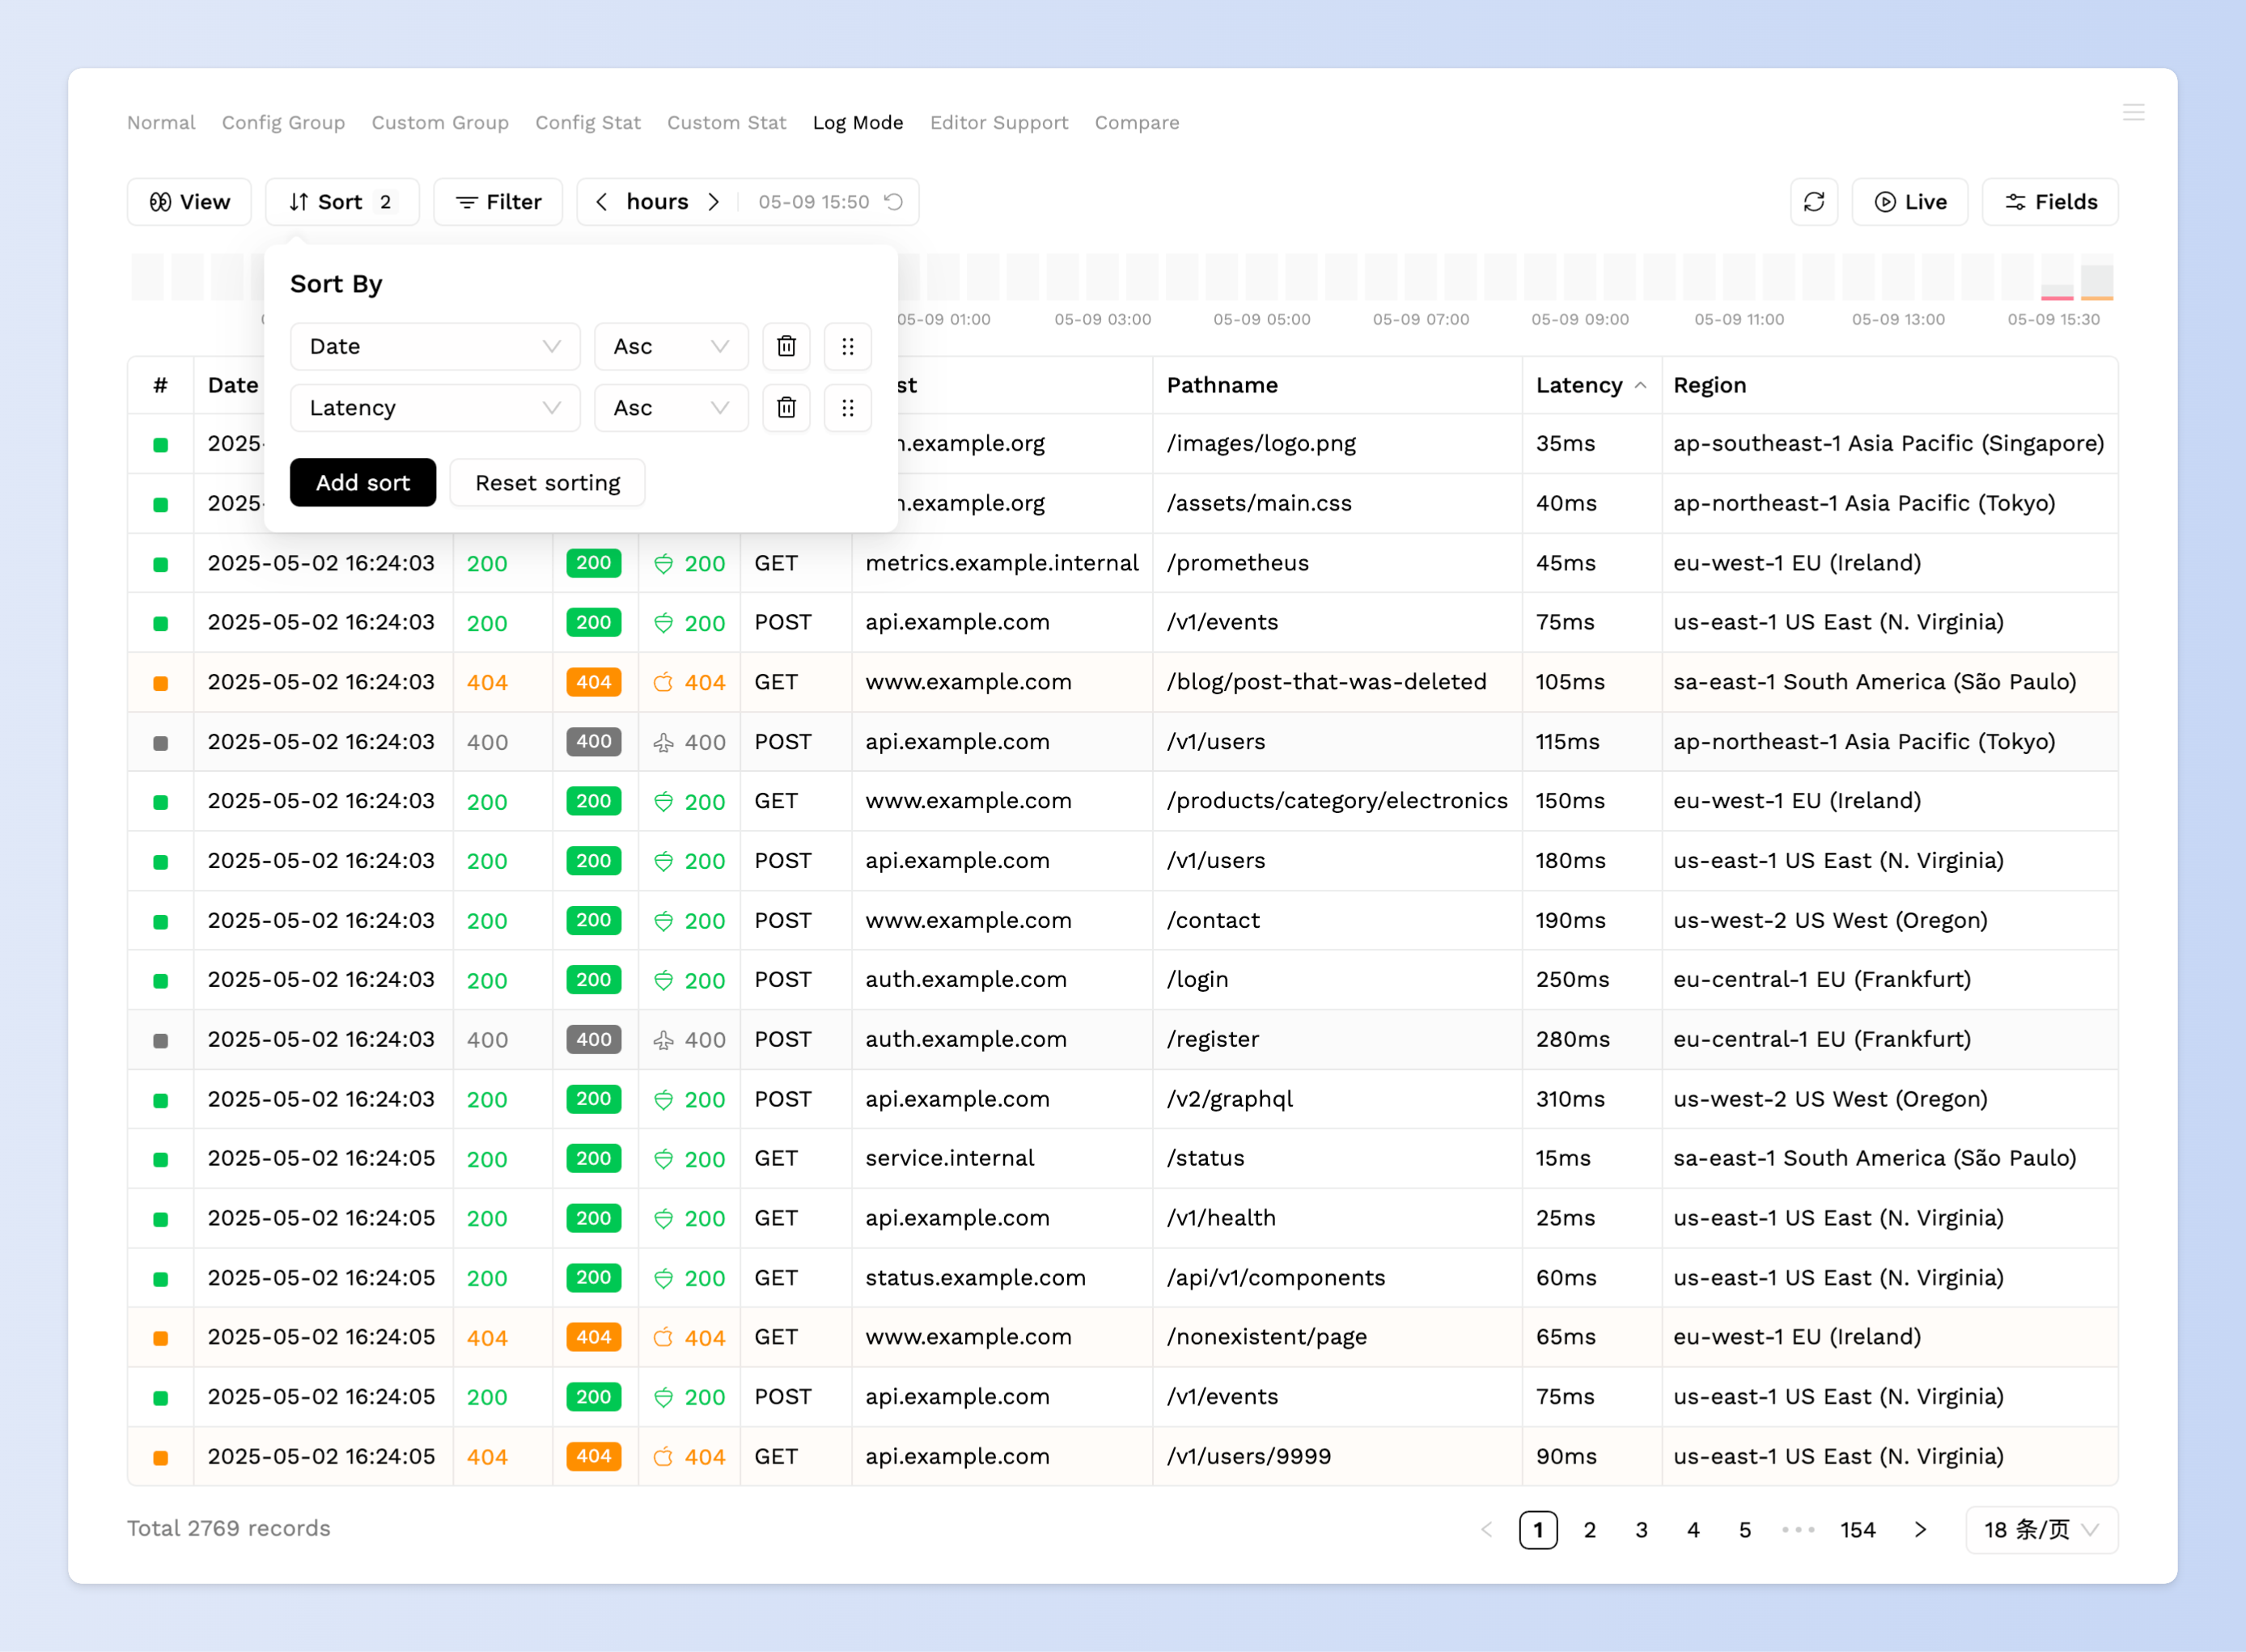 Normal Config Group Custom Group Config Stat Custom Stat Log Mode Editor Support Compare
View Sort 2 Filter hours 05-09 15:50 Live Fields
05-09 01:00 05-09 03:00 05-09 05:00 05-09 07:00 05-09 09:00 05-09 11:00 05-09 13:00 05-09 15:30
Sort By
Date Asc
Latency Asc
Add sort Reset sorting
# Date st Pathname Latency Region
2025- n.example.org /images/logo.png 35ms ap-southeast-1 Asia Pacific (Singapore)
2025- n.example.org /assets/main.css 40ms ap-northeast-1 Asia Pacific (Tokyo)
2025-05-02 16:24:03 200 200 200 GET metrics.example.internal /prometheus 45ms eu-west-1 EU (Ireland)
2025-05-02 16:24:03 200 200 200 POST api.example.com /v1/events 75ms us-east-1 US East (N. Virginia)
2025-05-02 16:24:03 404 404 404 GET www.example.com /blog/post-that-was-deleted 105ms sa-east-1 South America (São Paulo)
2025-05-02 16:24:03 400 400 400 POST api.example.com /v1/users 115ms ap-northeast-1 Asia Pacific (Tokyo)
2025-05-02 16:24:03 200 200 200 GET www.example.com /products/category/electronics 150ms eu-west-1 EU (Ireland)
2025-05-02 16:24:03 200 200 200 POST api.example.com /v1/users 180ms us-east-1 US East (N. Virginia)
2025-05-02 16:24:03 200 200 200 POST www.example.com /contact 190ms us-west-2 US West (Oregon)
2025-05-02 16:24:03 200 200 200 POST auth.example.com /login 250ms eu-central-1 EU (Frankfurt)
2025-05-02 16:24:03 400 400 400 POST auth.example.com /register 280ms eu-central-1 EU (Frankfurt)
2025-05-02 16:24:03 200 200 200 POST api.example.com /v2/graphql 310ms us-west-2 US West (Oregon)
2025-05-02 16:24:05 200 200 200 GET service.internal /status 15ms sa-east-1 South America (São Paulo)
2025-05-02 16:24:05 200 200 200 GET api.example.com /v1/health 25ms us-east-1 US East (N. Virginia)
2025-05-02 16:24:05 200 200 200 GET status.example.com /api/v1/components 60ms us-east-1 US East (N. Virginia)
2025-05-02 16:24:05 404 404 404 GET www.example.com /nonexistent/page 65ms eu-west-1 EU (Ireland)
2025-05-02 16:24:05 200 200 200 POST api.example.com /v1/events 75ms us-east-1 US East (N. Virginia)
2025-05-02 16:24:05 404 404 404 GET api.example.com /v1/users/9999 90ms us-east-1 US East (N. Virginia)
Total 2769 records 1 2 3 4 5 ••• 154 18 条/页